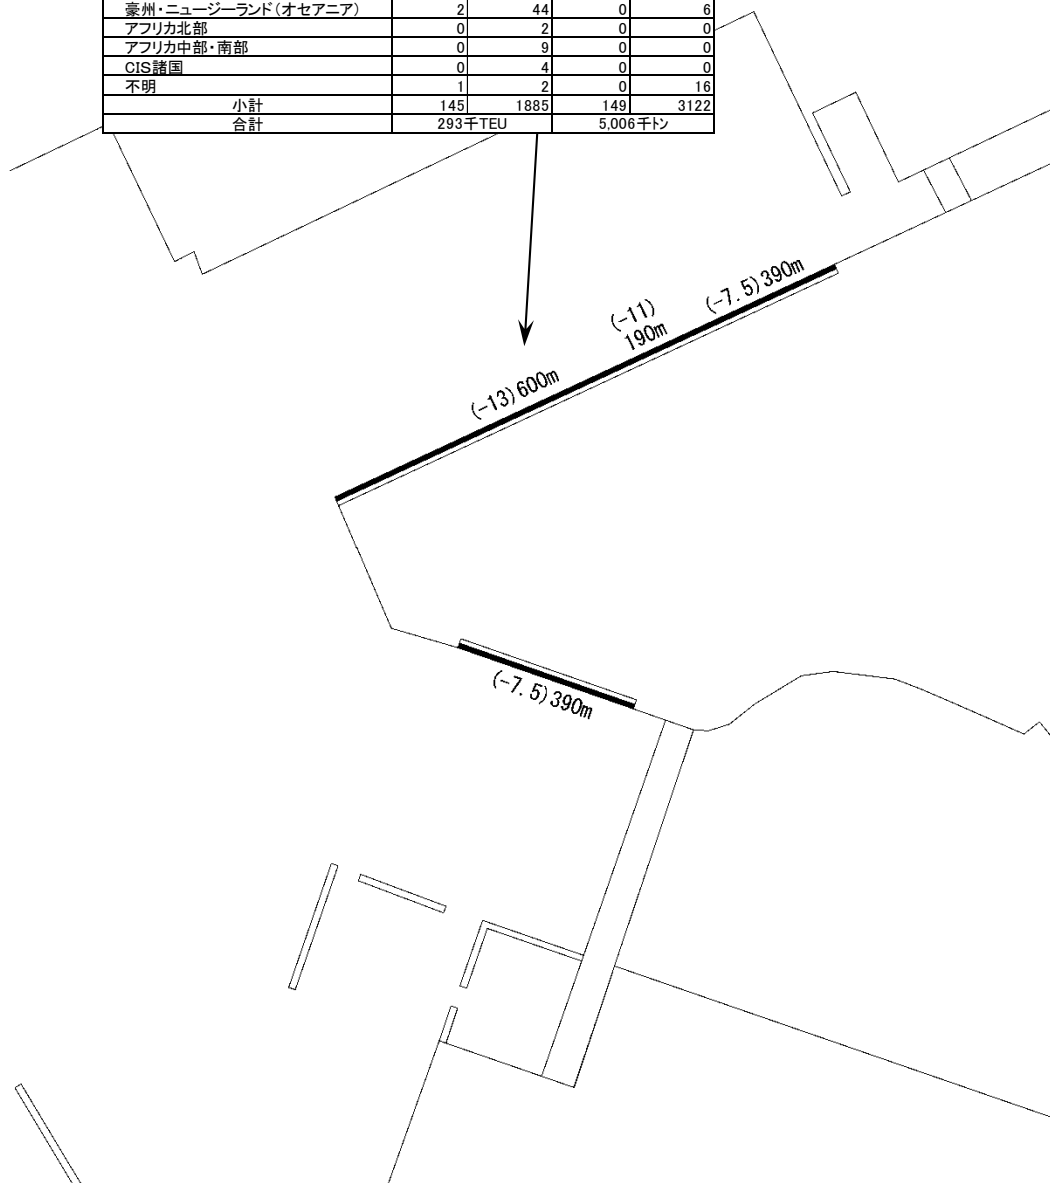 豪州・ニュージーランド(オセアニア) 2 44 0 6
アフリカ北部 0 2 0 0
アフリカ中部・南部 0 9 0 0
CIS諸国 0 4 0 0
不明 1 2 0 16
小計 145 1885 149 3122
合計 293千TEU 5,006千トン
(-7.5)390m
(-11)
190m
(-13)600m
(-7.5)390m